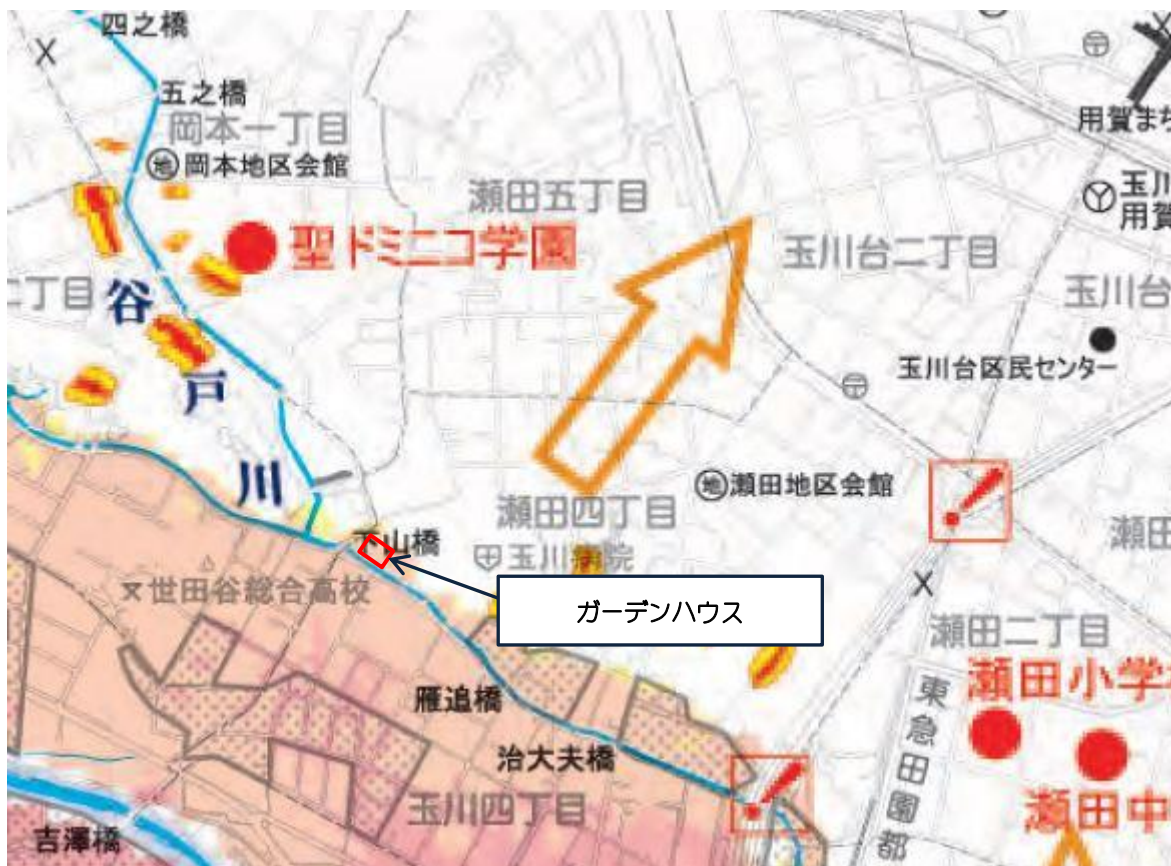 四之橋
五之橋
岡本一丁目
地 岡本地区会館
用賀まち
瀬田五丁目
玉川
用賀
聖ドミニコ学園
玉川台二丁目
二丁目
玉川台
谷
戸
川
玉川台区民センター
地 瀬田地区会館
瀬田四丁目
下山橋
玉川病院
瀬田
世田谷総合高校
ガーデンハウス
瀬田二丁目
瀬田小学
雁追橋
治大夫橋
東急田園都
玉川四丁目
瀬田中
吉澤橋